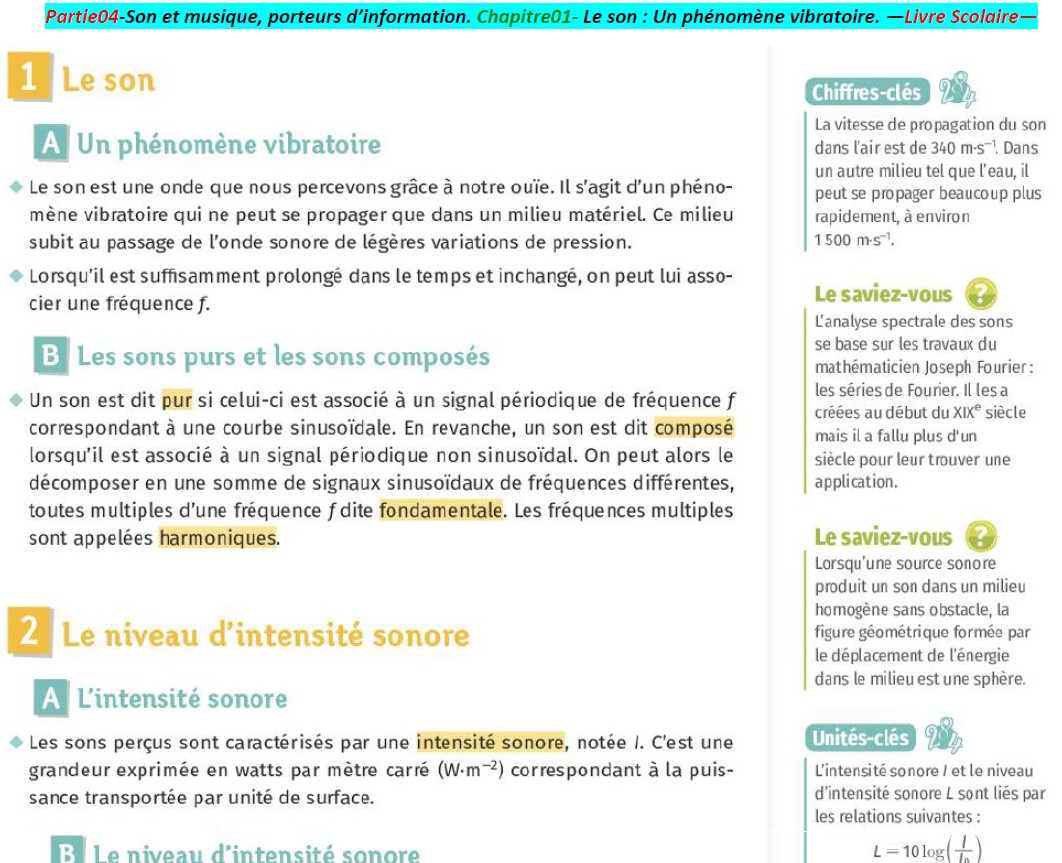 Partie04-Son et musique, porteurs d'information. Chapitre01- Le son : Un phénomène vibratoire. —Livre Scolaire—
1 Le son
A Un phénomène vibratoire
Le son est une onde que nous percevons grâce à notre ouïe. Il s'agit d'un phéno-
mène vibratoire qui ne peut se propager que dans un milieu matériel. Ce milieu
subit au passage de l'onde sonore de légères variations de pression.
Lorsqu'il est suffisamment prolongé dans le temps et inchangé, on peut lui asso-
cier une fréquence f.
B Les sons purs et les sons composés
Un son est dit pur si celui-ci est associé à un signal périodique de fréquence f
correspondant à une courbe sinusoïdale. En revanche, un son est dit composé
lorsqu'il est associé à un signal périodique non sinusoïdal. On peut alors le
décomposer en une somme de signaux sinusoïdaux de fréquences différentes,
toutes multiples d'une fréquence f dite fondamentale. Les fréquences multiples
sont appelées harmoniques.
2 Le niveau d'intensité sonore
A L'intensité sonore
Les sons perçus sont caractérisés par une intensité sonore, notée I. C'est une
grandeur exprimée en watts par mètre carré (W·m⁻²) correspondant à la puis-
sance transportée par unité de surface.
B Le niveau d'intensité sonore
Chiffres-clés
La vitesse de propagation du son
dans l'air est de 340 m·s⁻¹. Dans
un autre milieu tel que l'eau, il
peut se propager beaucoup plus
rapidement, à environ
1 500 m·s⁻¹.
Le saviez-vous ?
L'analyse spectrale des sons
se base sur les travaux du
mathématicien Joseph Fourier :
les séries de Fourier. Il les a
créées au début du XIXᵉ siècle
mais il a fallu plus d'un
siècle pour leur trouver une
application.
Le saviez-vous ?
Lorsqu'une source sonore
produit un son dans un milieu
homogène sans obstacle, la
figure géométrique formée par
le déplacement de l'énergie
dans le milieu est une sphère.
Unités-clés
L'intensité sonore I et le niveau
d'intensité sonore L sont liés par
les relations suivantes :
L = 10 log(I/I₀)